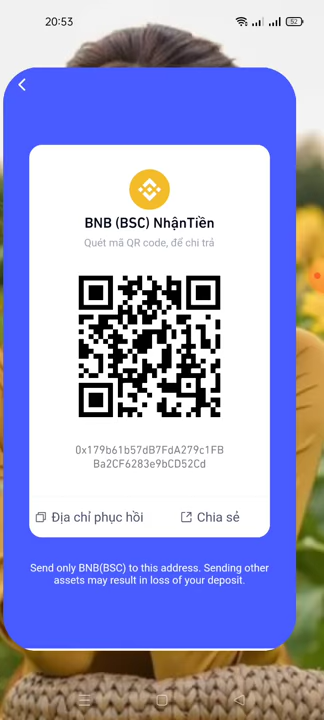 20:53
52
BNB (BSC) NhậnTiền
Quét mã QR code, để chi trả
0x179b61b57dB7FdA279c1FB
Ba2CF6283e9bCD52Cd
Địa chỉ phục hồi
Chia sẻ
Send only BNB(BSC) to this address. Sending other
assets may result in loss of your deposit.